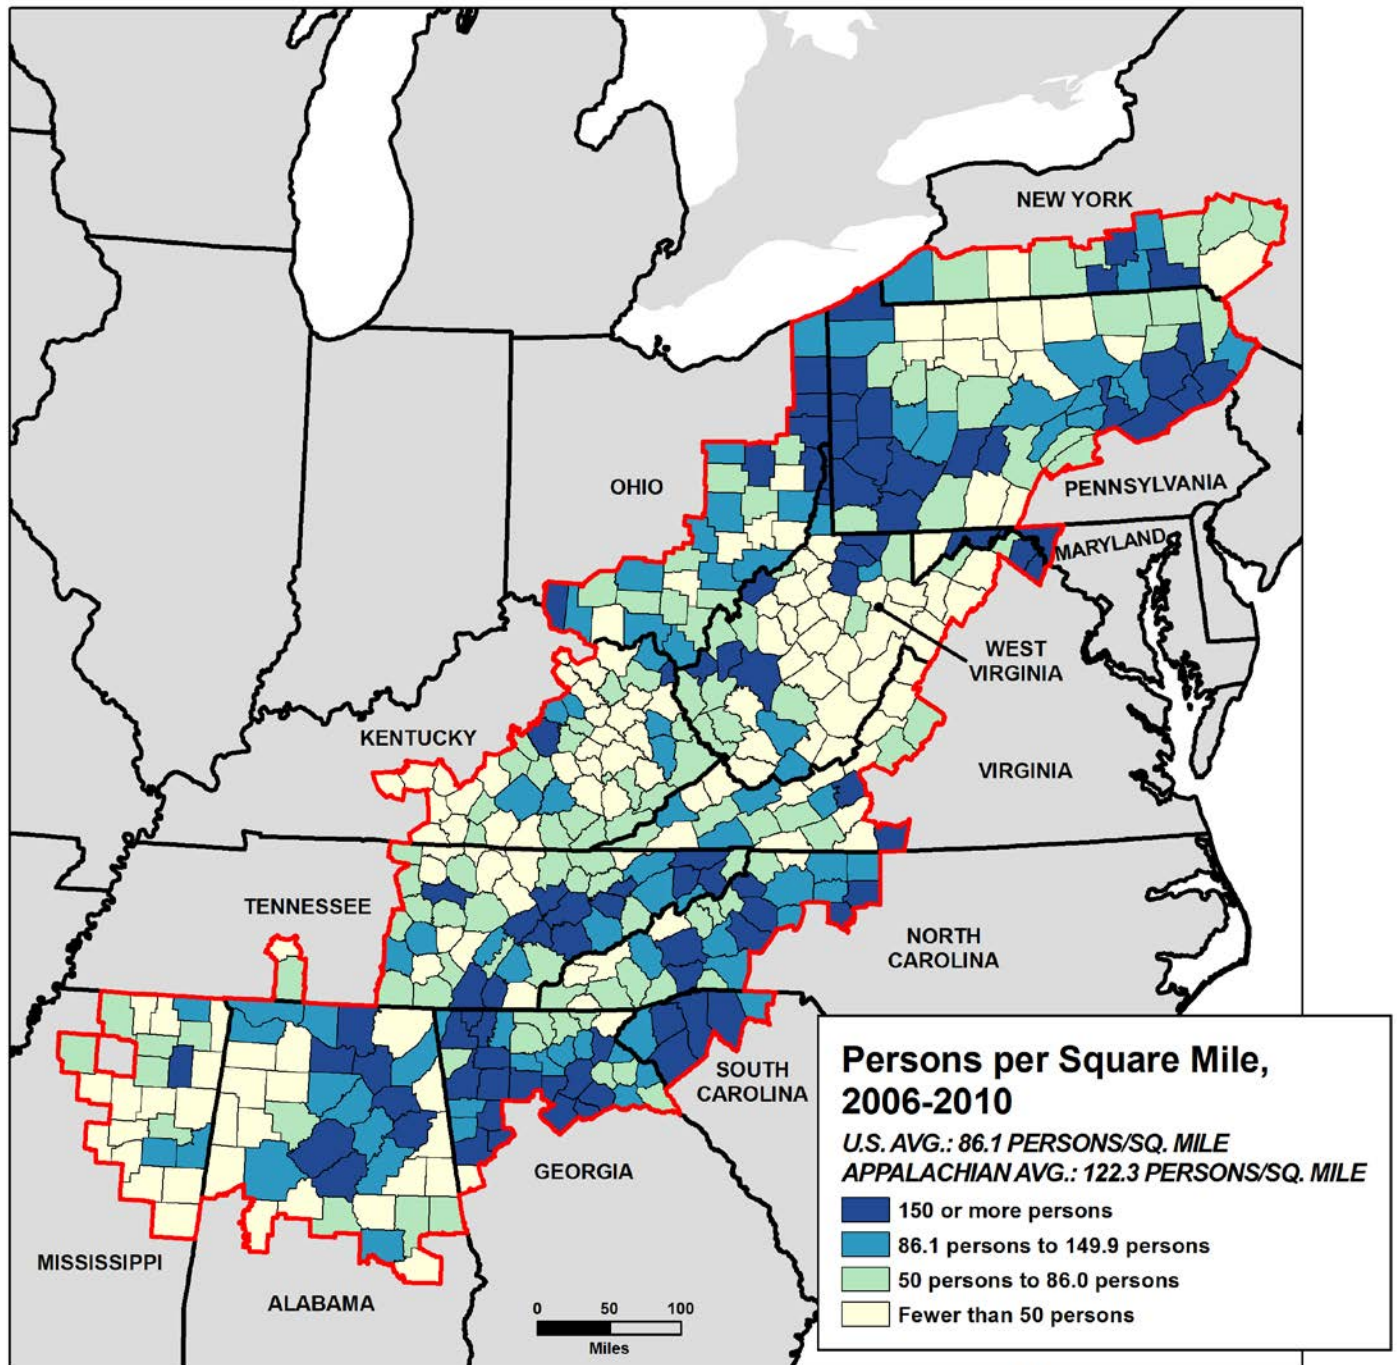 NEW YORK
OHIO
PENNSYLVANIA
MARYLAND
WEST
VIRGINIA
KENTUCKY
VIRGINIA
TENNESSEE
NORTH
CAROLINA
SOUTH
CAROLINA
GEORGIA
MISSISSIPPI
ALABAMA
0 50 100
Miles
Persons per Square Mile,
2006-2010
U.S. AVG.: 86.1 PERSONS/SQ. MILE
APPALACHIAN AVG.: 122.3 PERSONS/SQ. MILE
150 or more persons
86.1 persons to 149.9 persons
50 persons to 86.0 persons
Fewer than 50 persons